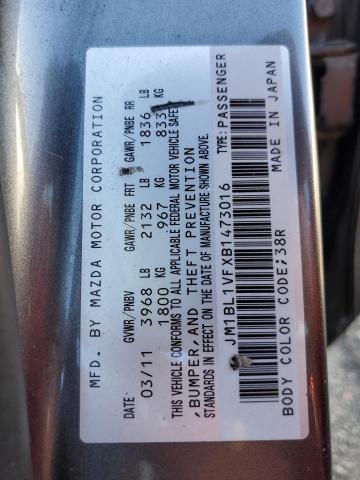 MFD. BY MAZDA MOTOR CORPORATION
DATE: GVWR/PNBV GAWR/PNBE FRT GAWR/PNBE RR
03/11 3968 LB 2132 LB 1836 LB
1800 KG 967 KG 833 KG
THIS VEHICLE CONFORMS TO ALL APPLICABLE FEDERAL MOTOR VEHICLE SAFETY
,BUMPER,AND THEFT PREVENTION
STANDARDS IN EFFECT ON THE DATE OF MANUFACTURE SHOWN ABOVE.
JM1BL1VFXB1473016 TYPE:PASSENGER
BODY COLOR CODE;38R MADE IN JAPAN